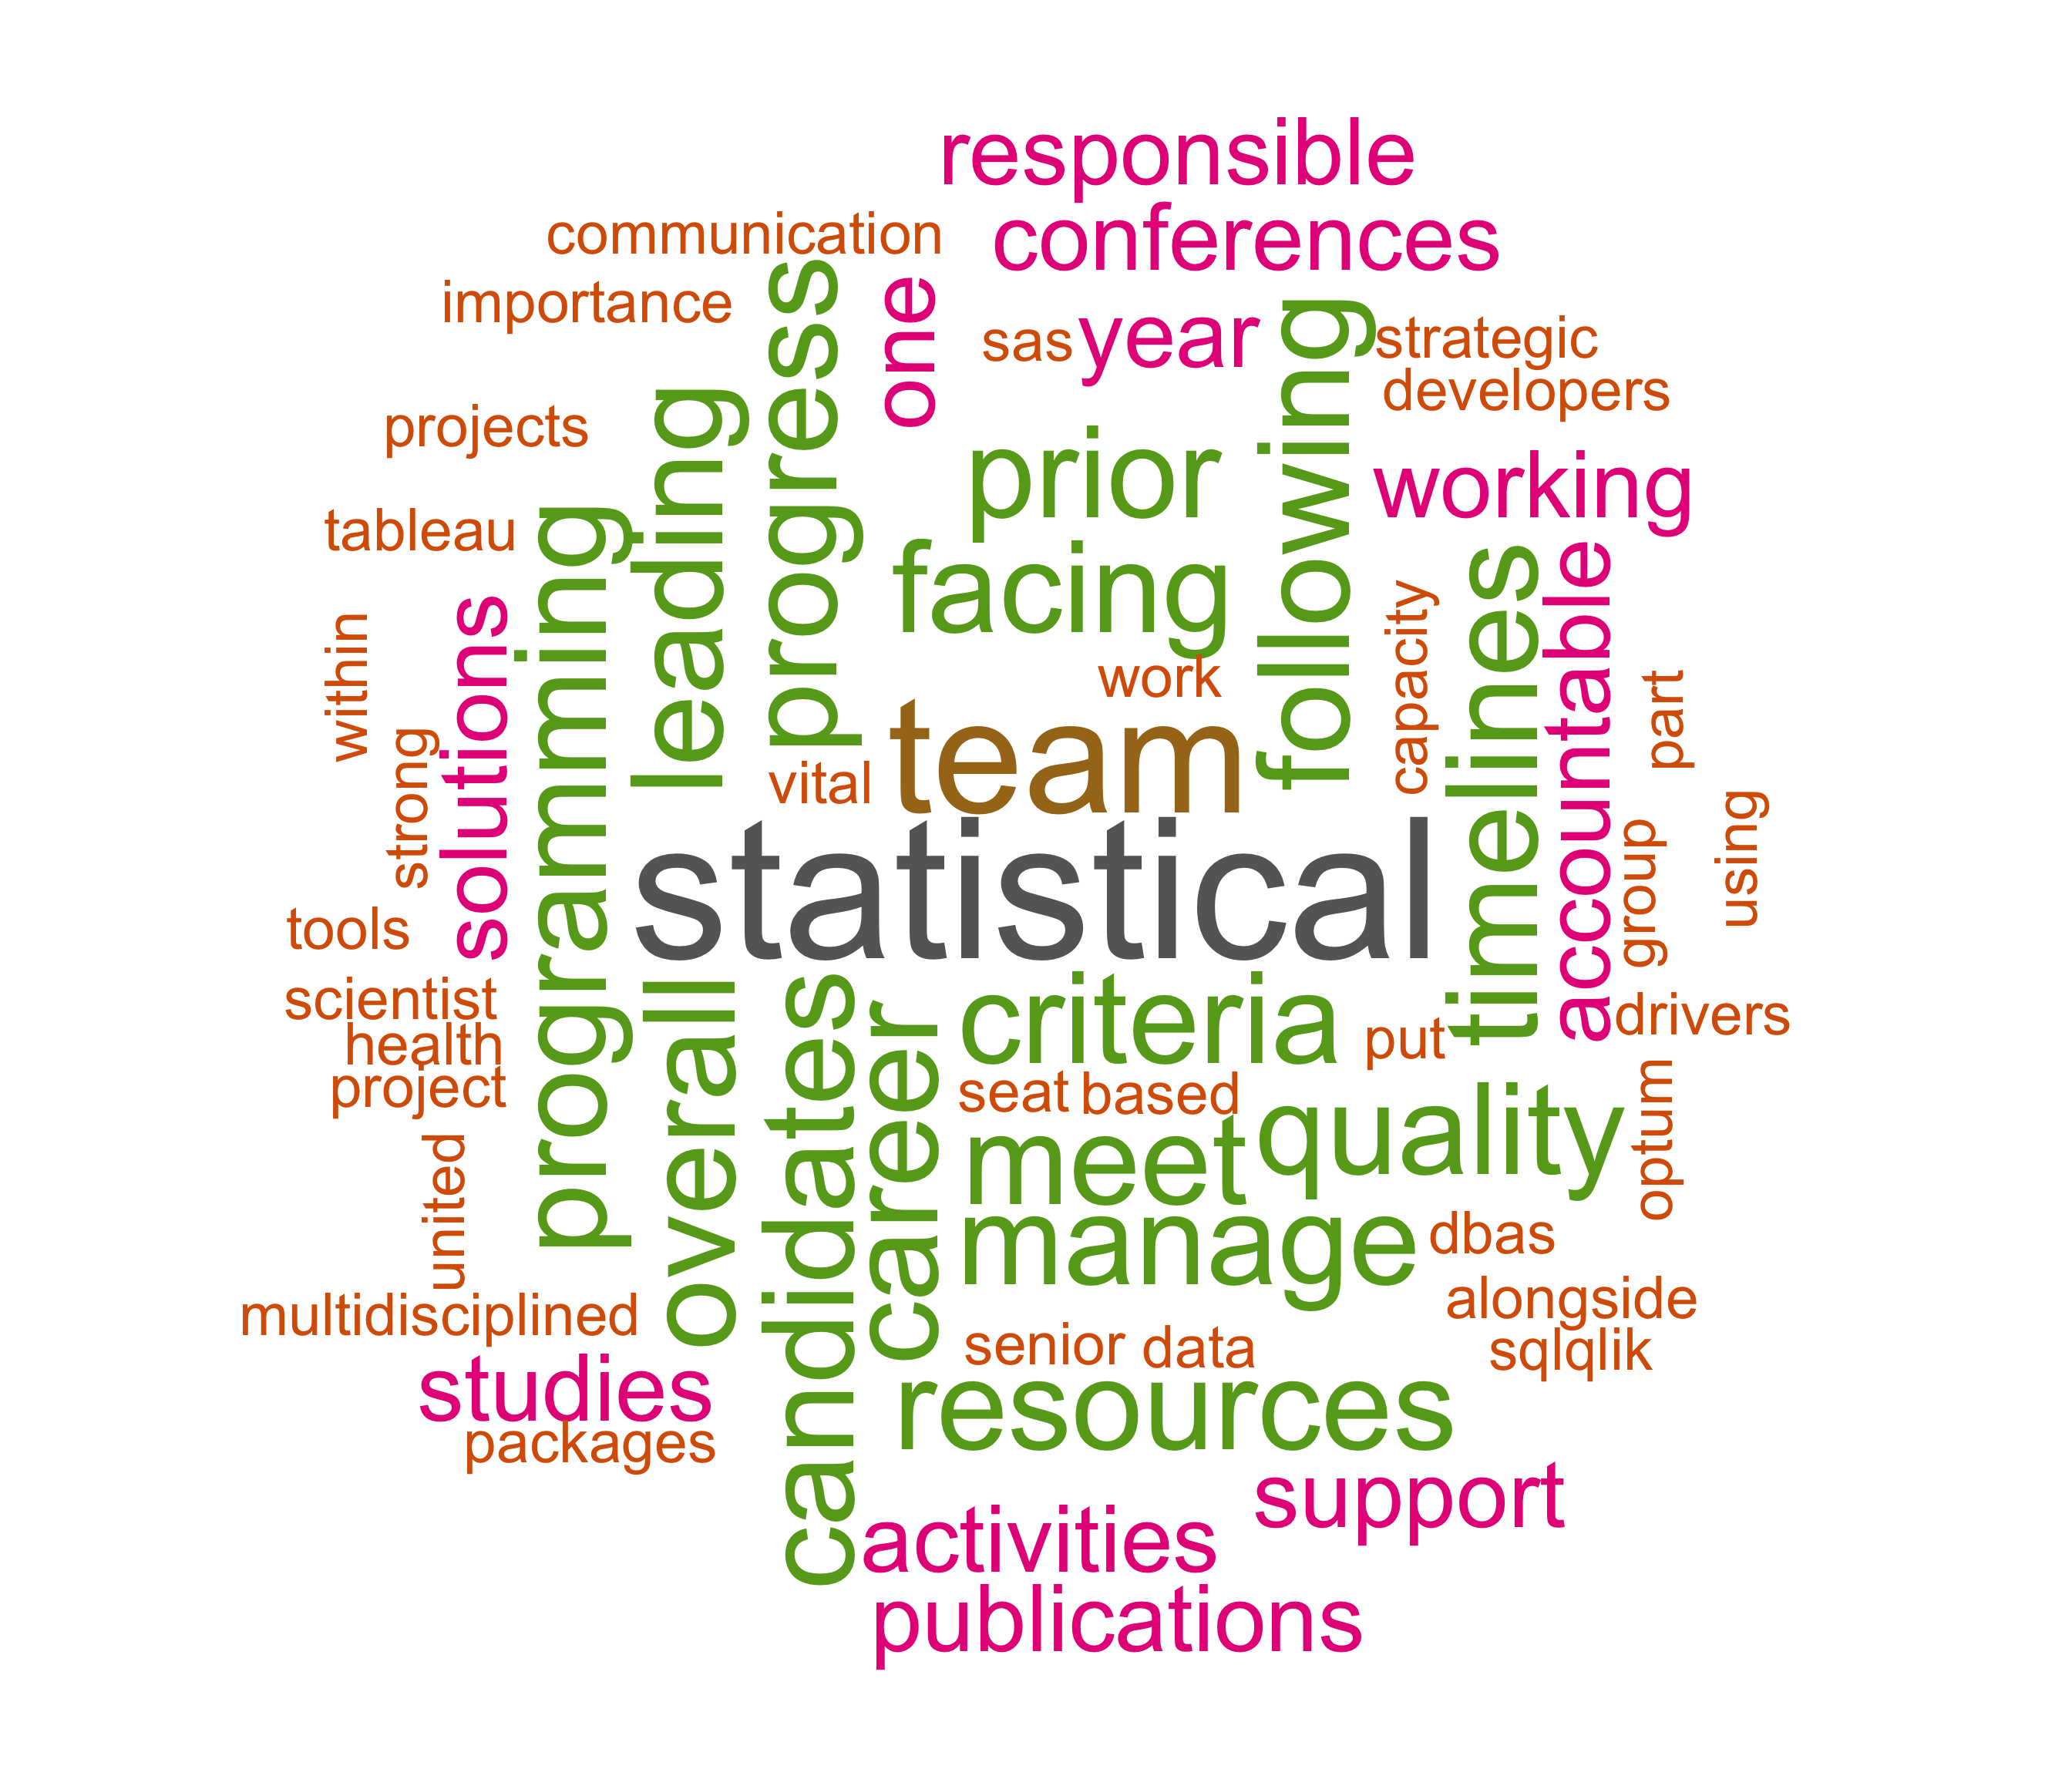 responsible
communication
conferences
importance
one
sas
year
strategic
developers
projects
leading
progress
prior
following
working
tableau
programming
facing
capacity
timelines
accountable
within
solutions
work
part
strong
vital
team
group
using
statistical
tools
scientist
health
project
overall
candidates
career
criteria
put
drivers
seat
based
meet
quality
optum
united
manage
dbas
multidisciplined
alongside
senior
data
sqlqlik
studies
packages
resources
support
activities
publications